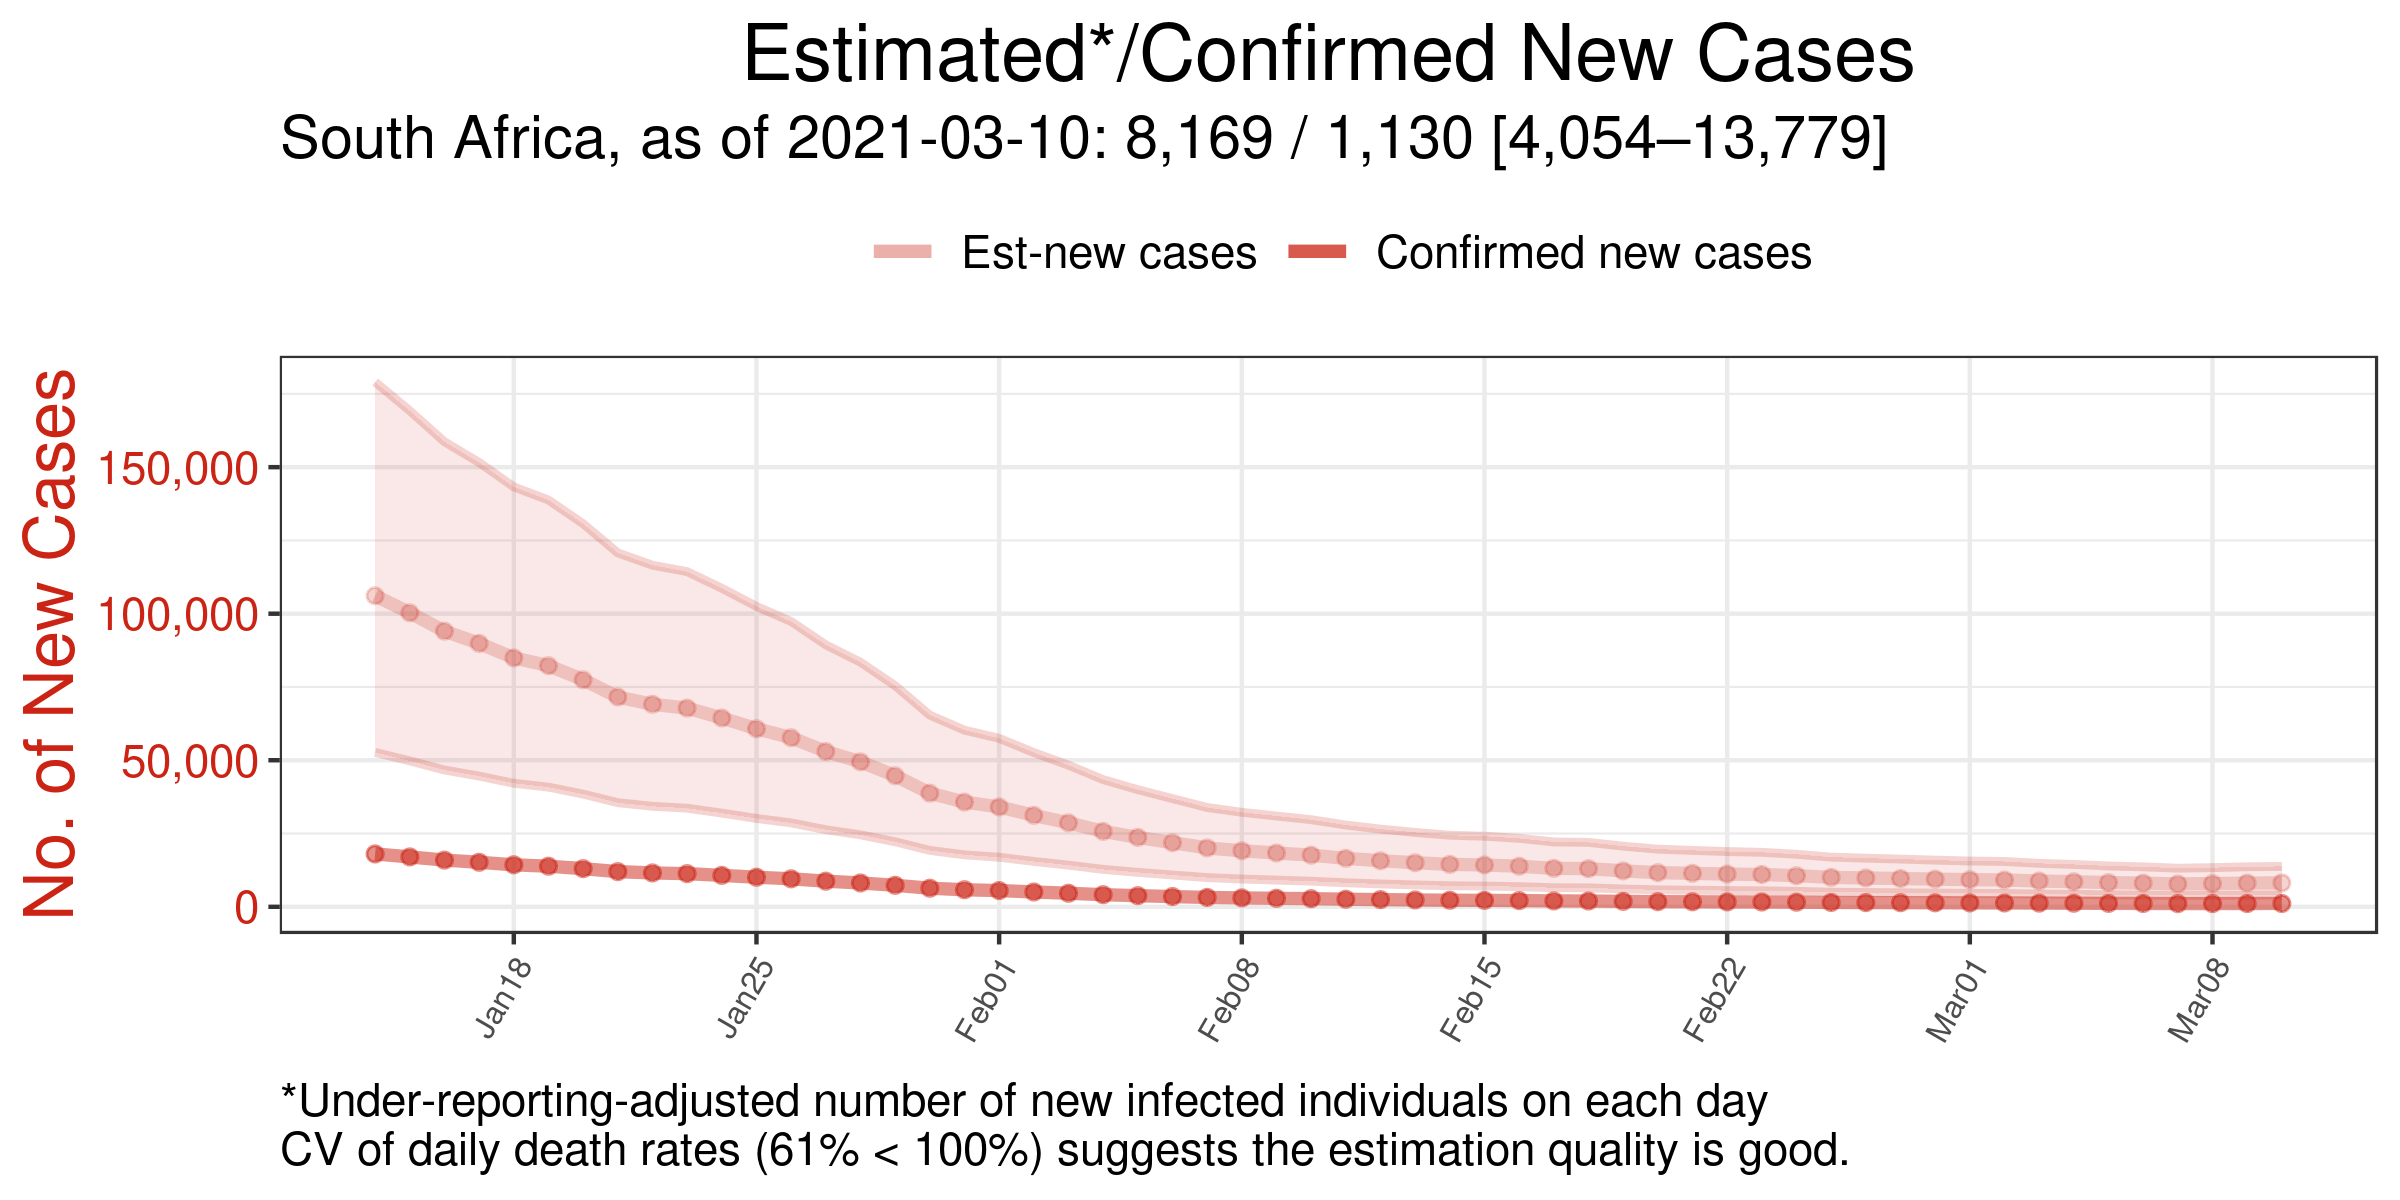 Estimated*/Confirmed New Cases
South Africa, as of 2021-03-10: 8,169 / 1,130 [4,054–13,779]
Est-new cases
Confirmed new cases
No. of New Cases
150,000
100,000
50,000
0
Jan18
Jan25
Feb01
Feb08
Feb15
Feb22
Mar01
Mar08
*Under-reporting-adjusted number of new infected individuals on each day
CV of daily death rates (61% < 100%) suggests the estimation quality is good.